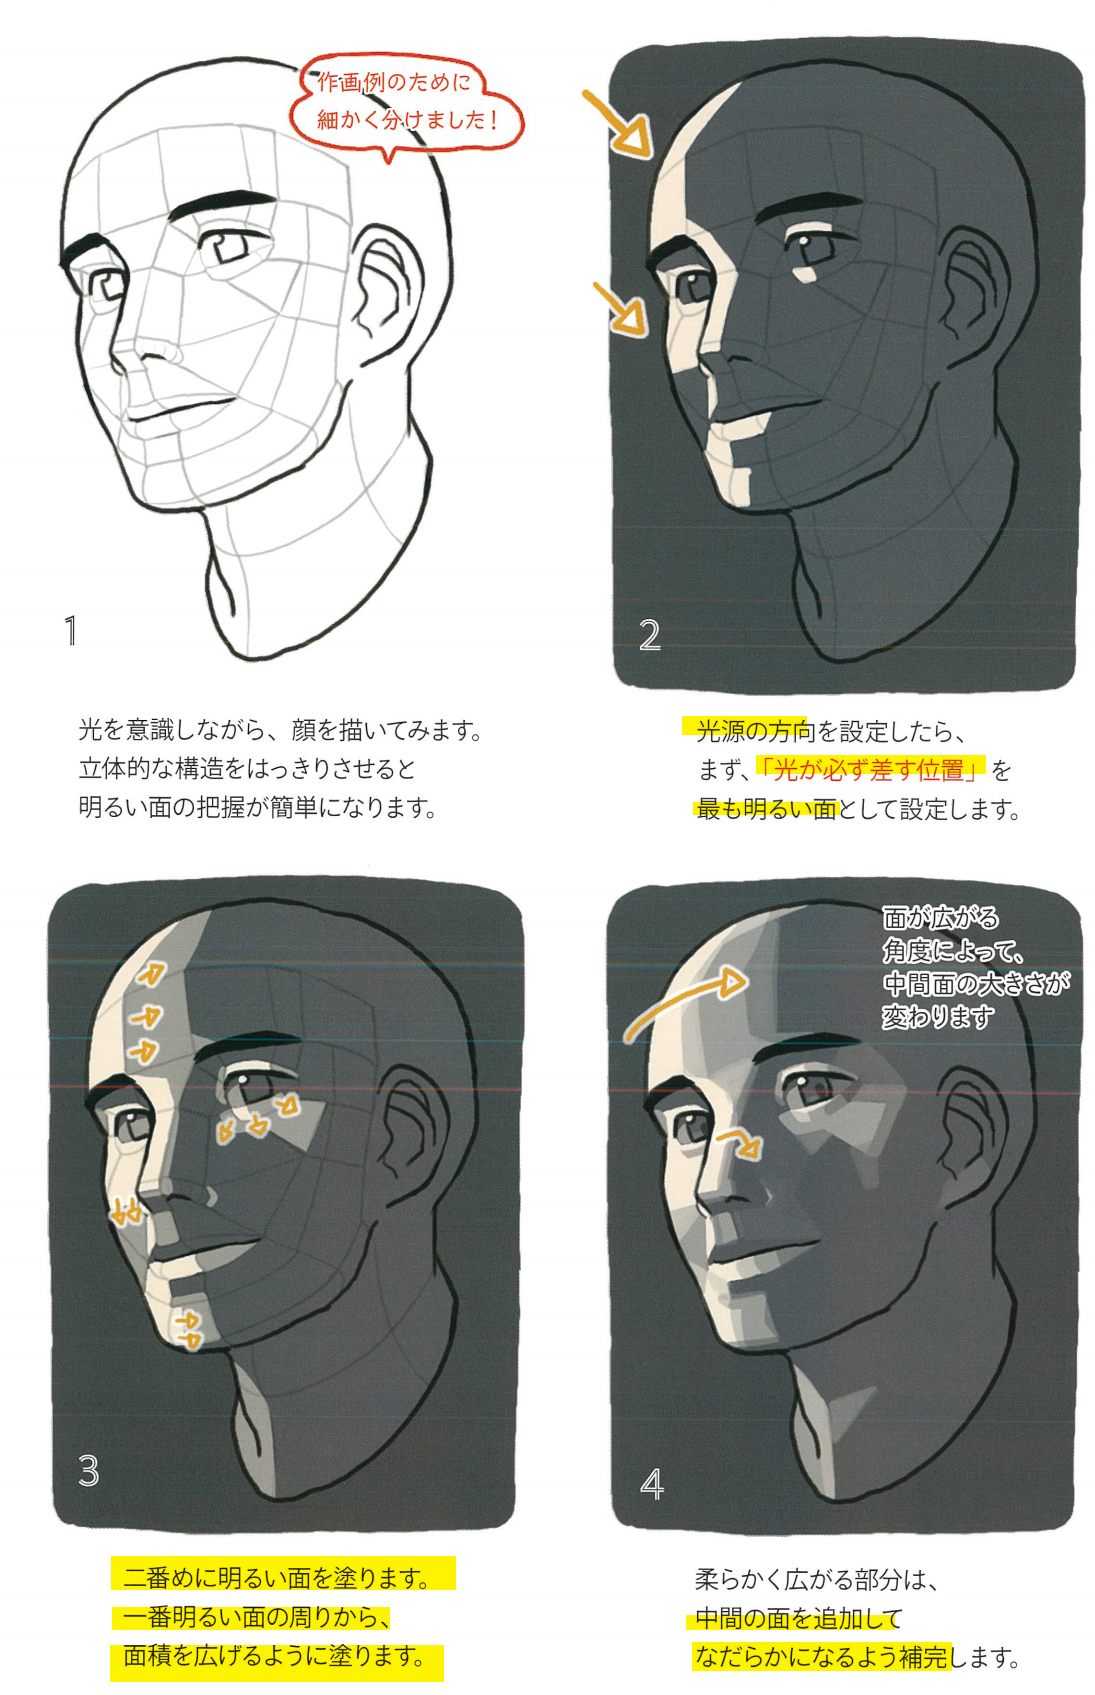 作画例のために
細かく分けました！
1
光を意識しながら、顔を描いてみます。
立体的な構造をはっきりさせると
明るい面の把握が簡単になります。
2
光源の方向を設定したら、
まず、「光が必ず差す位置」を
最も明るい面として設定します。
3
二番めに明るい面を塗ります。
一番明るい面の周りから、
面積を広げるように塗ります。
面が広がる
角度によって、
中間面の大きさが
変わります
4
柔らかく広がる部分は、
中間の面を追加して
なだらかになるよう補完します。